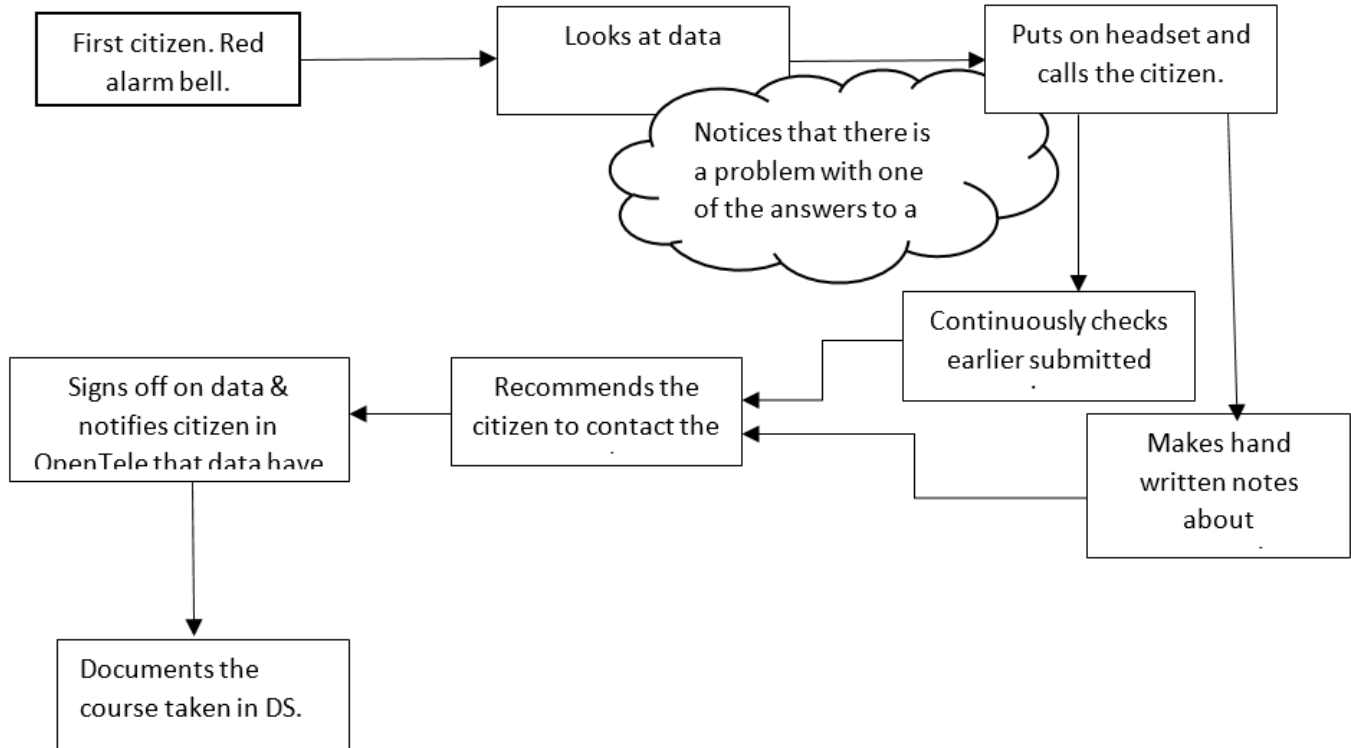 First citizen. Red
alarm bell.
Looks at data
Puts on headset and
calls the citizen.
Notices that there is
a problem with one
of the answers to a
Continuously checks
earlier submitted
Makes hand
written notes
about
Recommends the
citizen to contact the
Signs off on data &
notifies citizen in
OpenTele that data have
Documents the
course taken in DS.